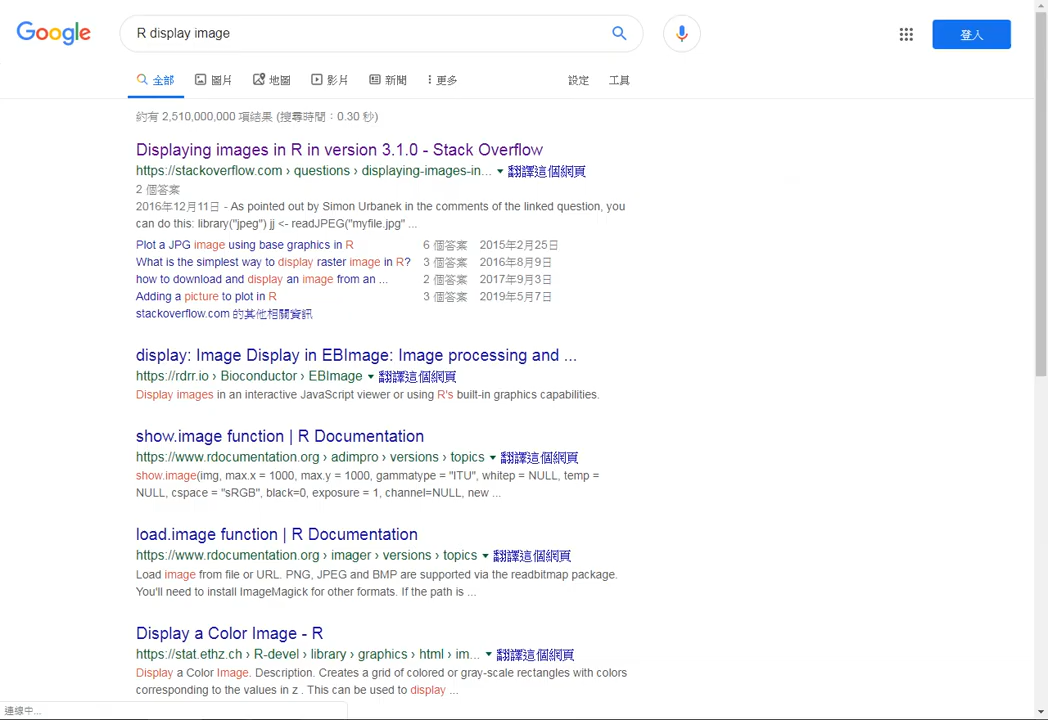 Google
R display image
登入
全部
圖片
地圖
影片
新聞
更多
設定
工具
約有 2,510,000,000 項結果 (搜尋時間：0.30 秒)
Displaying images in R in version 3.1.0 - Stack Overflow
https://stackoverflow.com › questions › displaying-images-in... ▾ 翻譯這個網頁
2 個答案
2016年12月11日 - As pointed out by Simon Urbanek in the comments of the linked question, you
can do this: library("jpeg") jj <- readJPEG("myfile.jpg" ...
Plot a JPG image using base graphics in R 6 個答案 2015年2月25日
What is the simplest way to display raster image in R? 3 個答案 2016年8月9日
how to download and display an image from an ... 2 個答案 2017年9月3日
Adding a picture to plot in R 3 個答案 2019年5月7日
stackoverflow.com 的其他相關資訊
display: Image Display in EBImage: Image processing and ...
https://rdrr.io › Bioconductor › EBImage ▾ 翻譯這個網頁
Display images in an interactive JavaScript viewer or using R's built-in graphics capabilities.
show.image function | R Documentation
https://www.rdocumentation.org › adimpro › versions › topics ▾ 翻譯這個網頁
show.image(img, max.x = 1000, max.y = 1000, gammatype = "ITU", whitep = NULL, temp =
NULL, cspace = "sRGB", black=0, exposure = 1, channel=NULL, new ...
load.image function | R Documentation
https://www.rdocumentation.org › imager › versions › topics ▾ 翻譯這個網頁
Load image from file or URL. PNG, JPEG and BMP are supported via the readbitmap package.
You'll need to install ImageMagick for other formats. If the path is ...
Display a Color Image - R
https://stat.ethz.ch › R-devel › library › graphics › html › im... ▾ 翻譯這個網頁
Display a Color Image. Description. Creates a grid of colored or gray-scale rectangles with colors
corresponding to the values in z . This can be used to display ...
連線中...